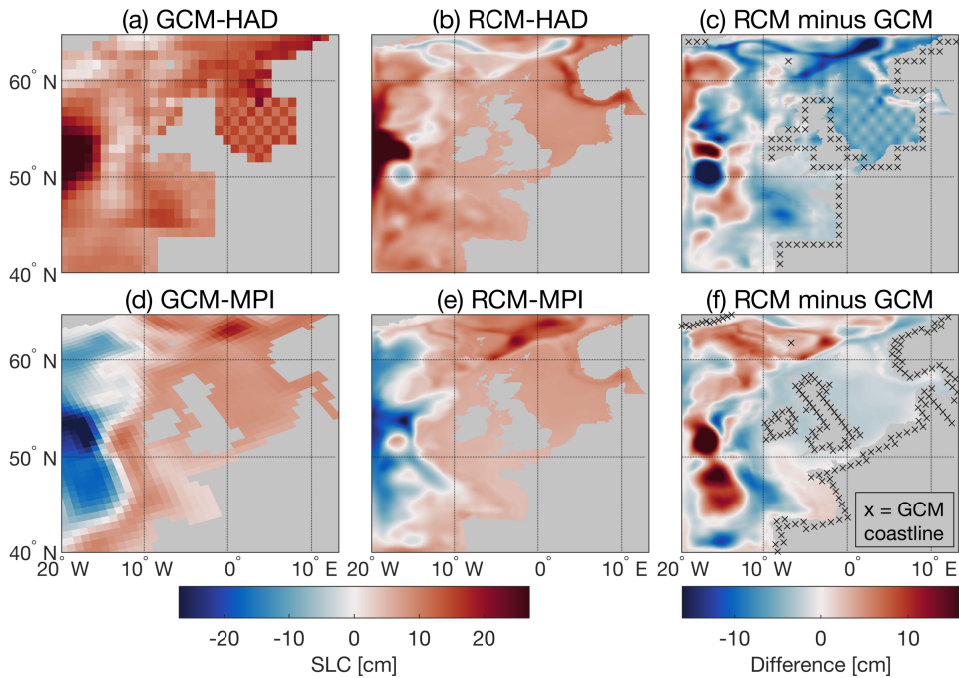 (a) GCM-HAD
(b) RCM-HAD
(c) RCM minus GCM
60° N
50° N
40° N
(d) GCM-MPI
(e) RCM-MPI
(f) RCM minus GCM
60° N
50° N
40° N
x = GCM
coastline
20° W 10° W 0° 10° E
20° W 10° W 0° 10° E
20° W 10° W 0° 10° E
-20 -10 0 10 20
SLC [cm]
-10 0 10
Difference [cm]